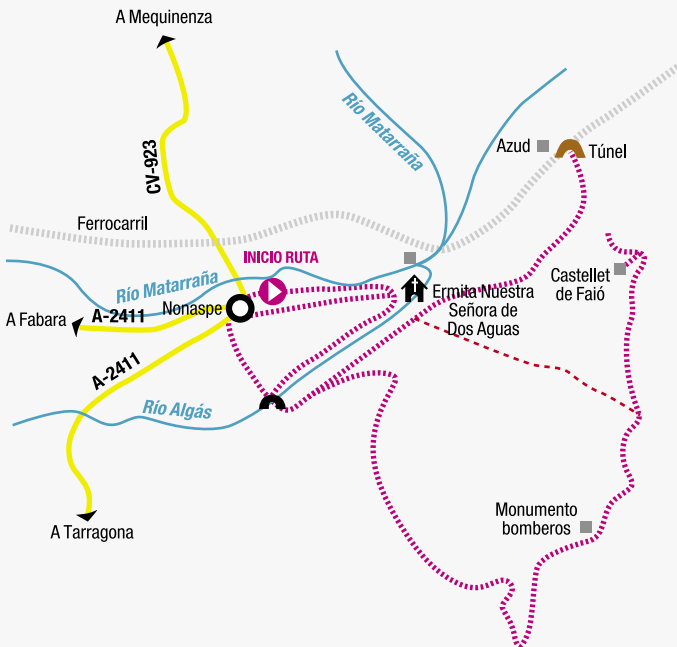 A Mequinenza
CV-923
Río Matarraña
Azud
Túnel
Ferrocarril
INICIO RUTA
Río Matarraña
Castellet
de Faió
Ermita Nuestra
Señora de
Dos Aguas
Nonaspe
A Fabara
A-2411
A-2411
Río Algás
Monumento
bomberos
A Tarragona